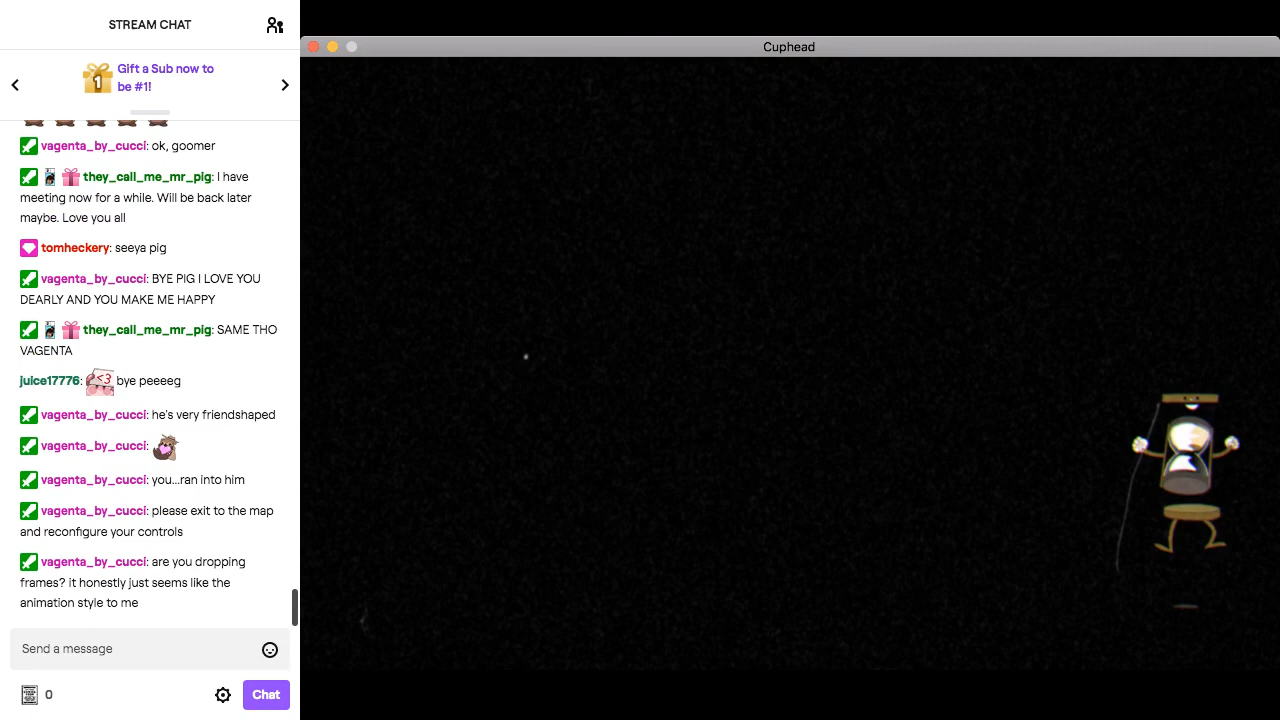 STREAM CHAT
1
Gift a Sub now to
be #1!
vagenta_by_cucci: ok, goomer
they_call_me_mr_pig: I have
meeting now for a while. Will be back later
maybe. Love you all
tomheckery: seeya pig
vagenta_by_cucci: BYE PIG I LOVE YOU
DEARLY AND YOU MAKE ME HAPPY
they_call_me_mr_pig: SAME THO
VAGENTA
juice17776: <3 bye peeeeg
vagenta_by_cucci: he's very friendshaped
vagenta_by_cucci:
vagenta_by_cucci: you...ran into him
vagenta_by_cucci: please exit to the map
and reconfigure your controls
vagenta_by_cucci: are you dropping
frames? it honestly just seems like the
animation style to me
Send a message
0
Chat
Cuphead